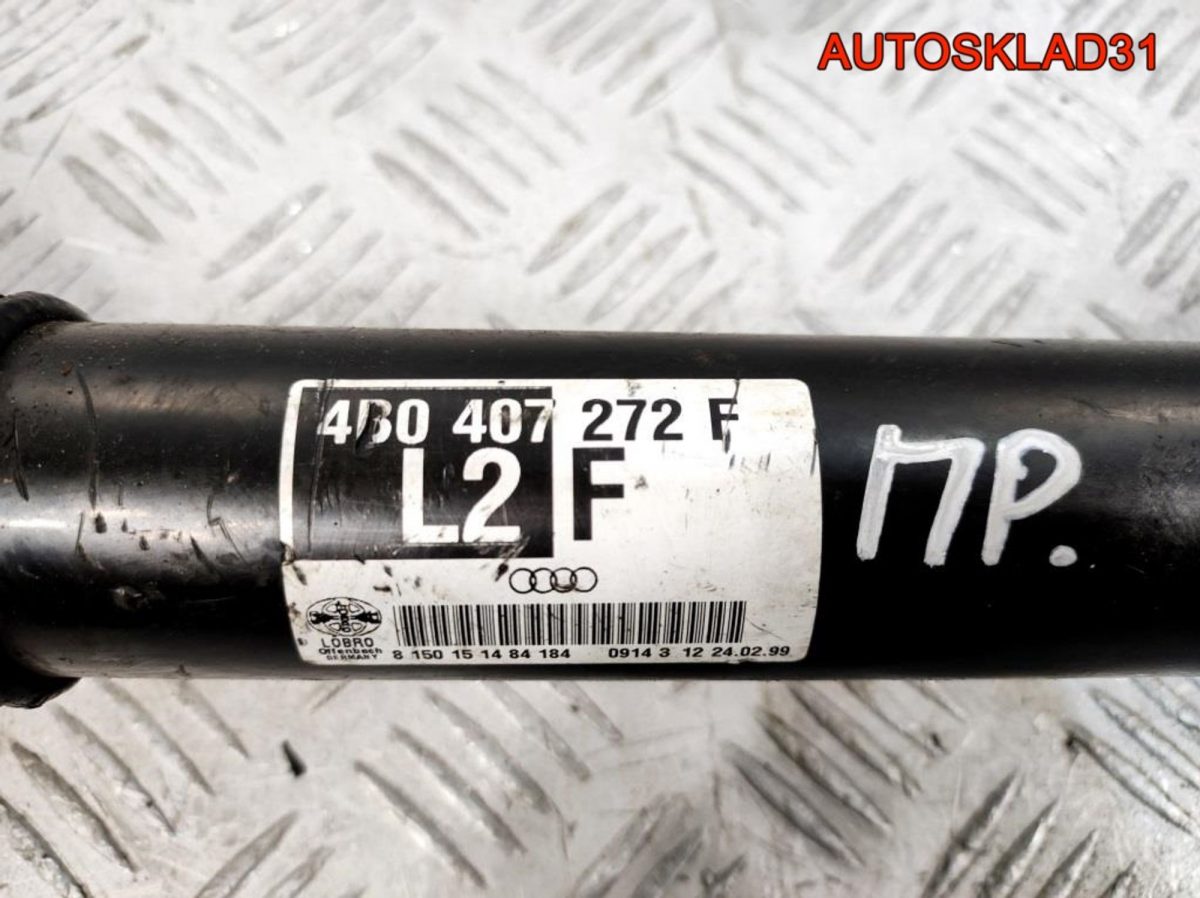 AUTOSKLAD31
4B0 407 272 F
L2 F
ПР.
LÖBRO
Offenbach
GERMANY
8 150 15 14 84 184 0914 3 12 24.02.99